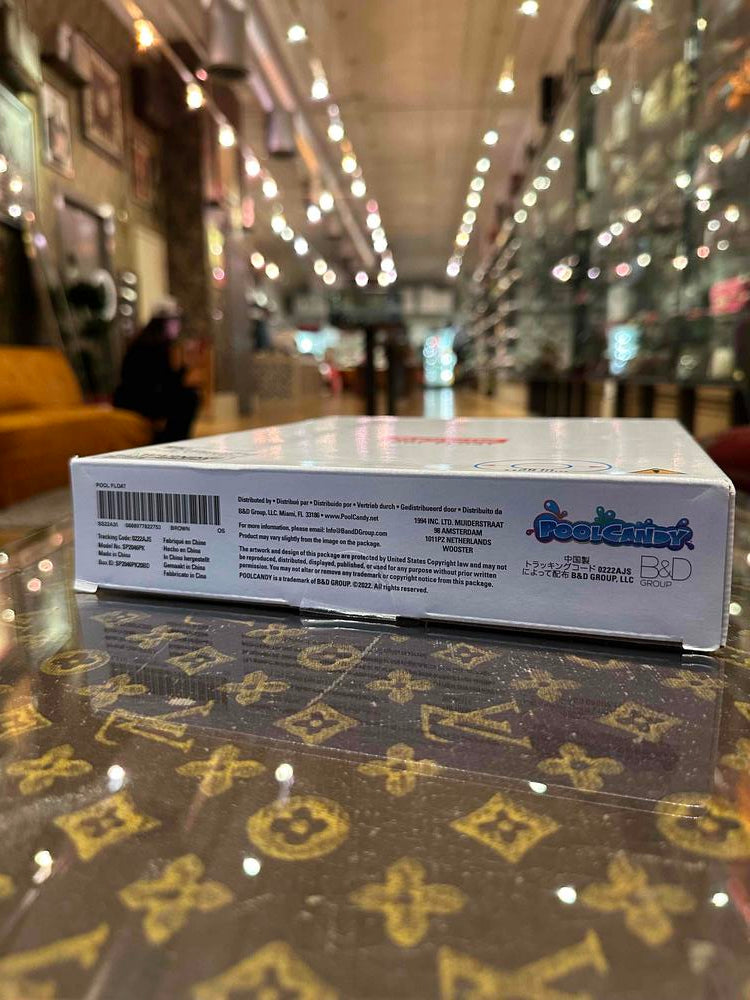 POOL FLOAT
SS22A31 BROWN OS
Tracking Code: 0222AJS
Model No.: SP2046PX
Made in China
Box ID: SP2046PX20BO
Fabriqué en Chine
Hecho en China
In China hergestellt
Gemaakt in China
Fabbricato in Cina
Distributed by • Distribué par • Distribuido por • Vertrieb durch • Gedistribueerd door • Distribuito da
B&D Group, LLC. Miami, FL. 33186 • www.PoolCandy.net
For more information, please email: Info@BandDGroup.com
Product may vary slightly from the image on the package.
1994 INC. LTD. MUIDERSTRAAT
98 AMSTERDAM
1011PZ NETHERLANDS
WOOSTER
The artwork and design of this package are protected by United States Copyright law and may not
be reproduced, distributed, displayed, published, or used for any purpose without prior written
permission. You may not alter or remove any trademark or copyright notice from this package.
POOLCANDY is a trademark of B&D GROUP. ©2022. All rights reserved.
POOLCANDY
中国製
トラッキングコード 0222AJS
によって配布 B&D GROUP, LLC
B&D
GROUP